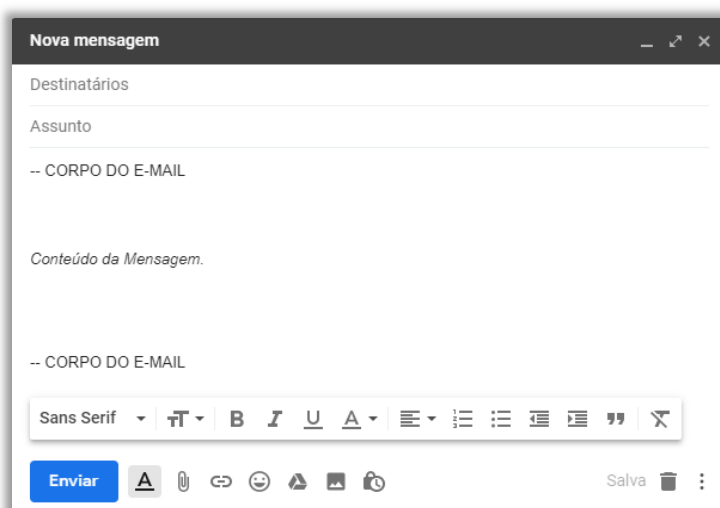 Nova mensagem
Destinatários
Assunto
-- CORPO DO E-MAIL
Conteúdo da Mensagem.
-- CORPO DO E-MAIL
Sans Serif
Enviar
Salva